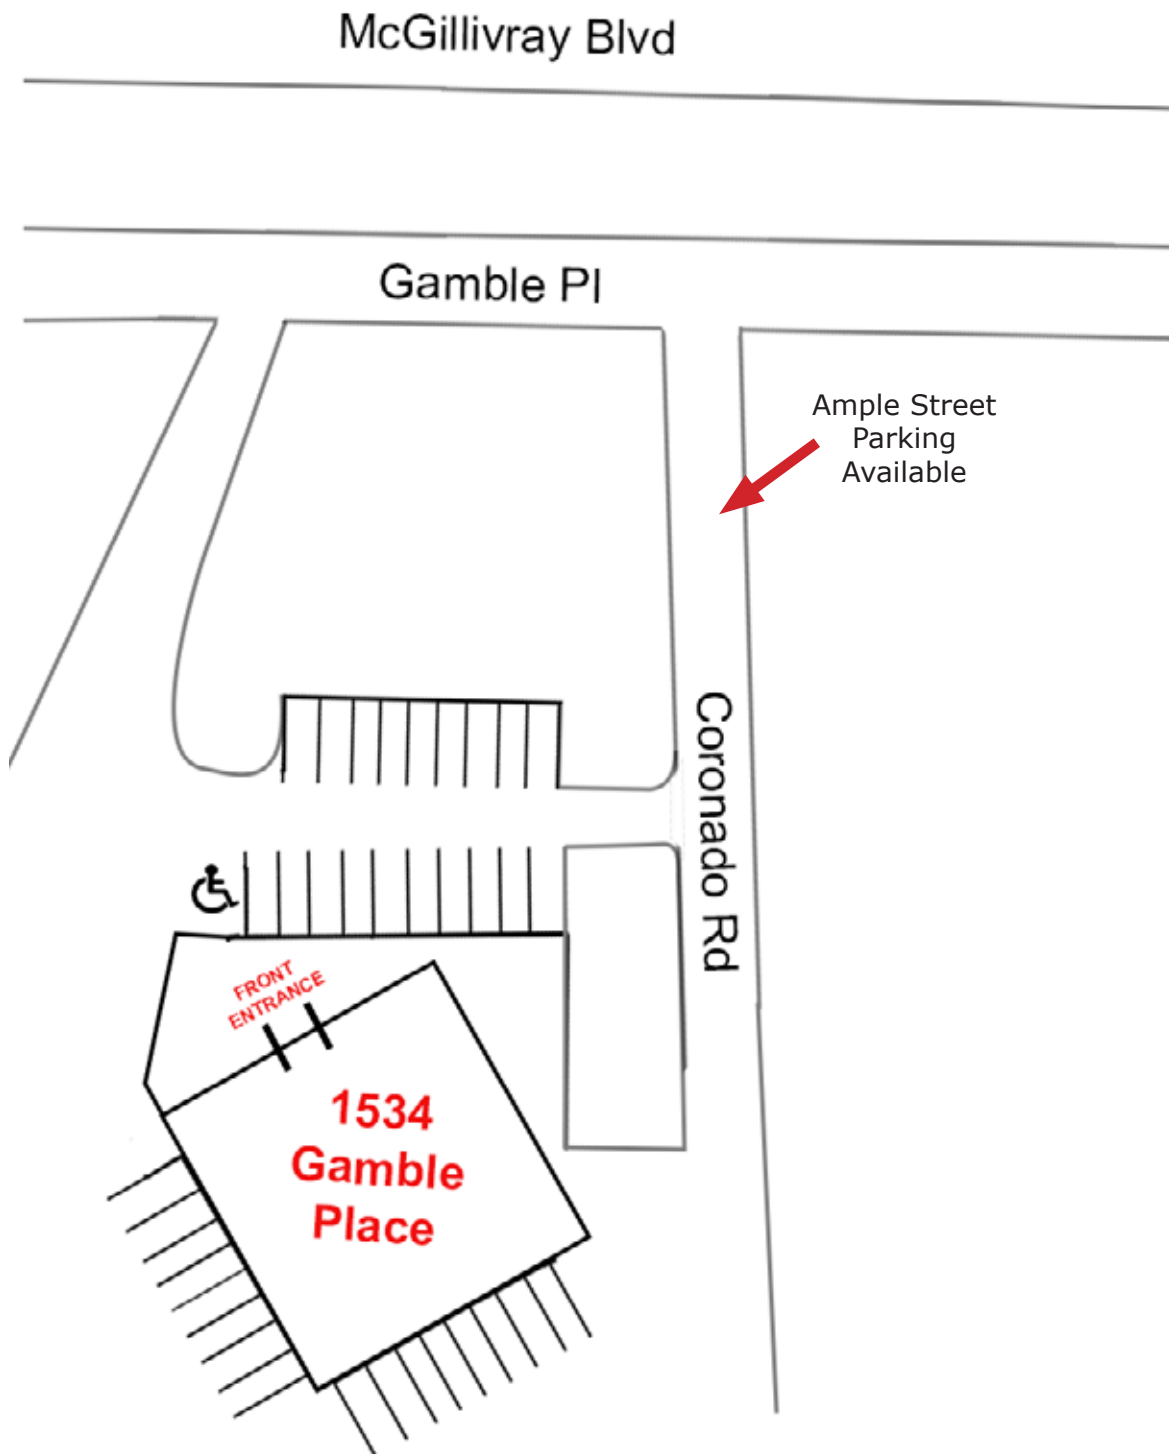 McGillivray Blvd
Gamble Pl
Ample Street
Parking
Available
Coronado Rd
FRONT
ENTRANCE
1534
Gamble
Place